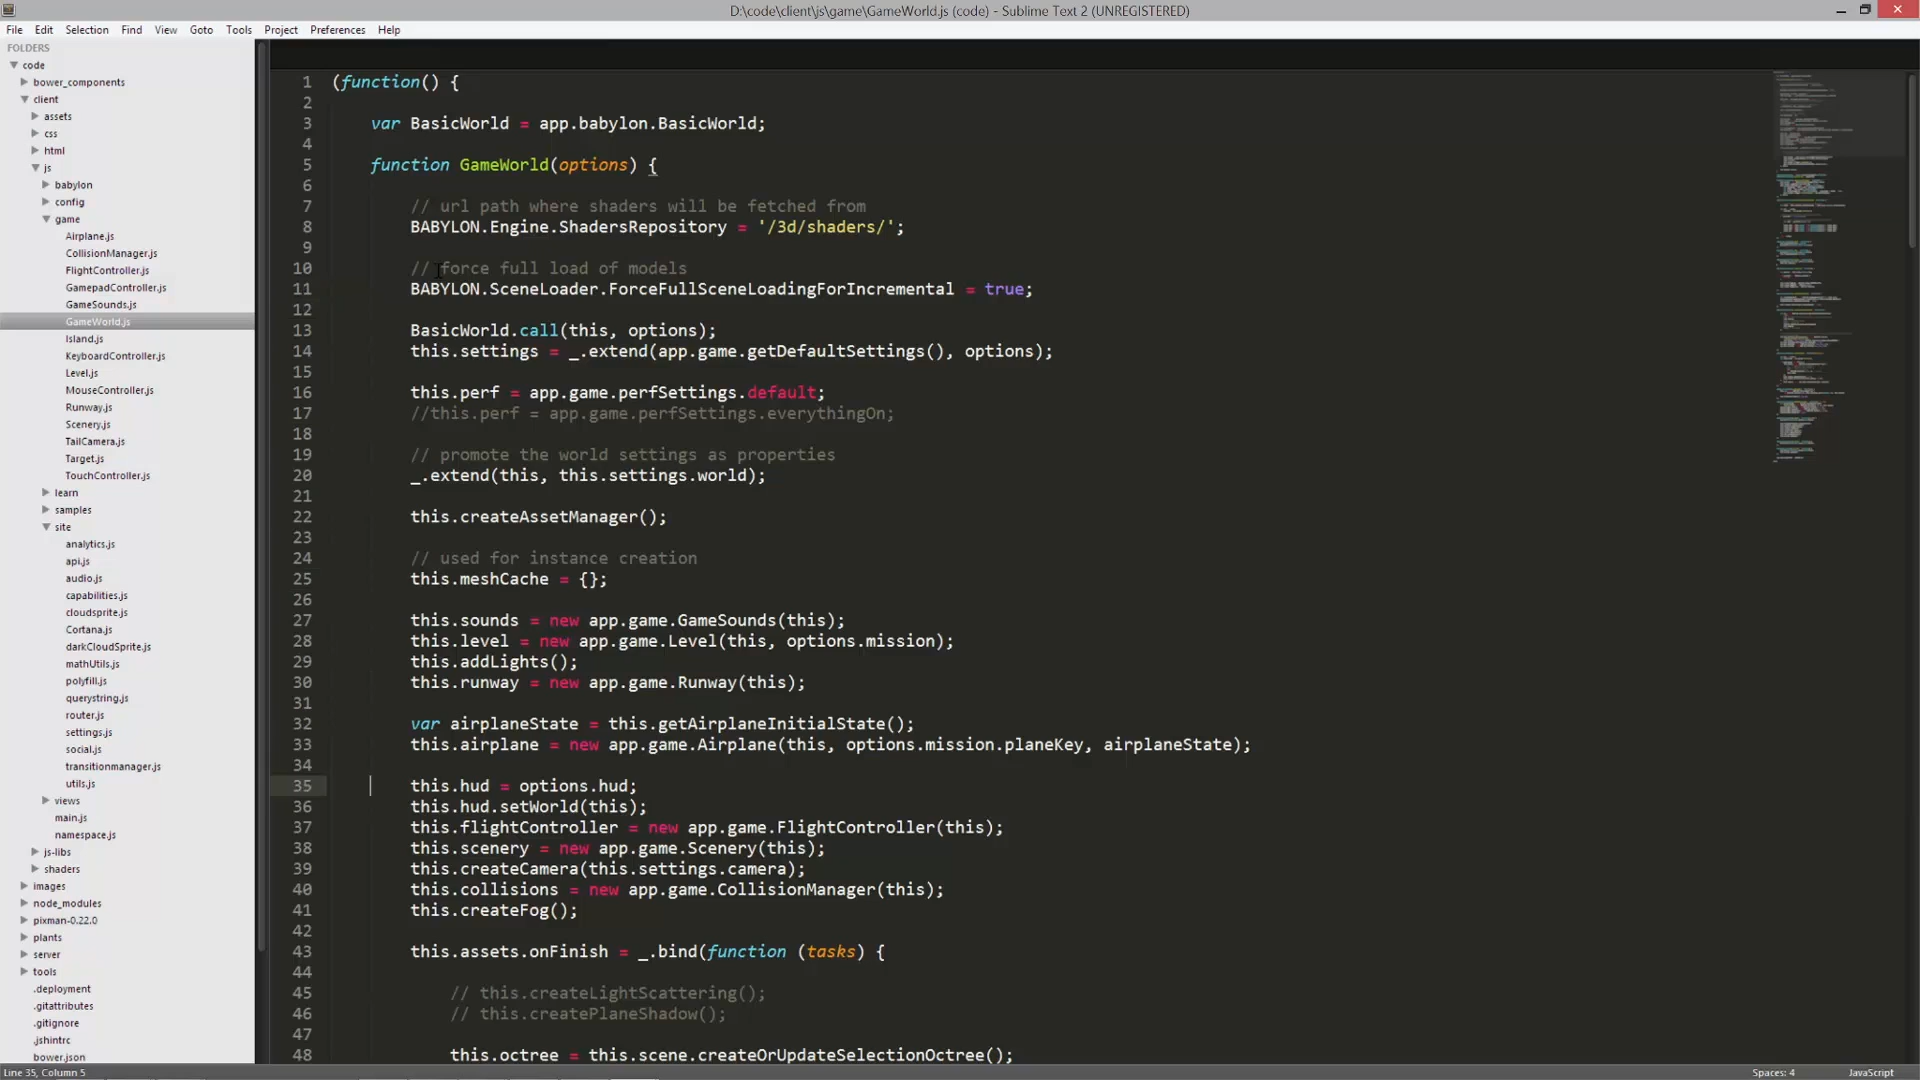 D:\code\client\js\game\GameWorld.js (code) - Sublime Text 2 (UNREGISTERED)
File Edit Selection Find View Goto Tools Project Preferences Help
FOLDERS
code
bower_components
client
assets
css
html
js
babylon
config
game
Airplane.js
CollisionManager.js
FlightController.js
GamepadController.js
GameSounds.js
GameWorld.js
Island.js
KeyboardController.js
Level.js
MouseController.js
Runway.js
Scenery.js
TailCamera.js
Target.js
TouchController.js
learn
samples
site
analytics.js
api.js
audio.js
capabilities.js
cloudsprite.js
Cortana.js
darkCloudSprite.js
mathUtils.js
polyfill.js
querystring.js
router.js
settings.js
social.js
transitionmanager.js
utils.js
views
main.js
namespace.js
js-libs
shaders
images
node_modules
pixman-0.22.0
plants
server
tools
.deployment
.gitattributes
.gitignore
.jshintrc
bower.json
1 (function() {
2
3 var BasicWorld = app.babylon.BasicWorld;
4
5 function GameWorld(options) {
6
7 // url path where shaders will be fetched from
8 BABYLON.Engine.ShadersRepository = '/3d/shaders/';
9
10 // force full load of models
11 BABYLON.SceneLoader.ForceFullSceneLoadingForIncremental = true;
12
13 BasicWorld.call(this, options);
14 this.settings = _.extend(app.game.getDefaultSettings(), options);
15
16 this.perf = app.game.perfSettings.default;
17 //this.perf = app.game.perfSettings.everythingOn;
18
19 // promote the world settings as properties
20 _.extend(this, this.settings.world);
21
22 this.createAssetManager();
23
24 // used for instance creation
25 this.meshCache = {};
26
27 this.sounds = new app.game.GameSounds(this);
28 this.level = new app.game.Level(this, options.mission);
29 this.addLights();
30 this.runway = new app.game.Runway(this);
31
32 var airplaneState = this.getAirplaneInitialState();
33 this.airplane = new app.game.Airplane(this, options.mission.planeKey, airplaneState);
34
35 this.hud = options.hud;
36 this.hud.setWorld(this);
37 this.flightController = new app.game.FlightController(this);
38 this.scenery = new app.game.Scenery(this);
39 this.createCamera(this.settings.camera);
40 this.collisions = new app.game.CollisionManager(this);
41 this.createFog();
42
43 this.assets.onFinish = _.bind(function (tasks) {
44
45 // this.createLightScattering();
46 // this.createPlaneShadow();
47
48 this.octree = this.scene.createOrUpdateSelectionOctree();
Line 35, Column 5
Spaces: 4
JavaScript